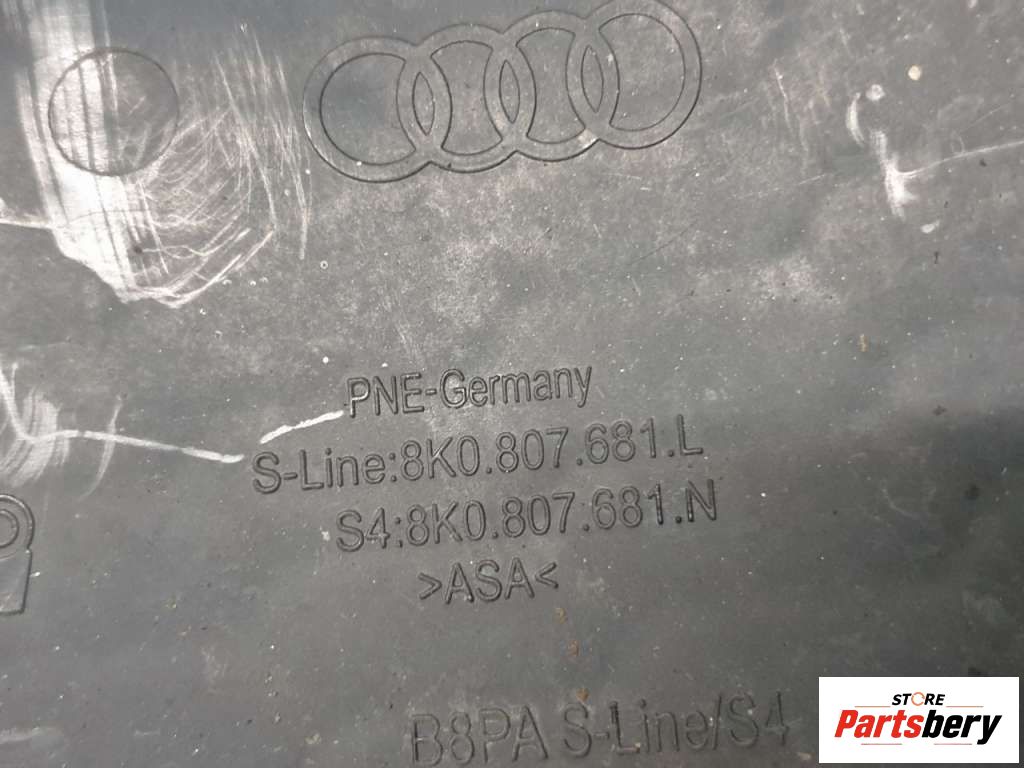 PNE-Germany
S-Line:8K0.807.681.L
S4:8K0.807.681.N
>ASA<
B8PA S-Line/S4
STORE
Partsbery